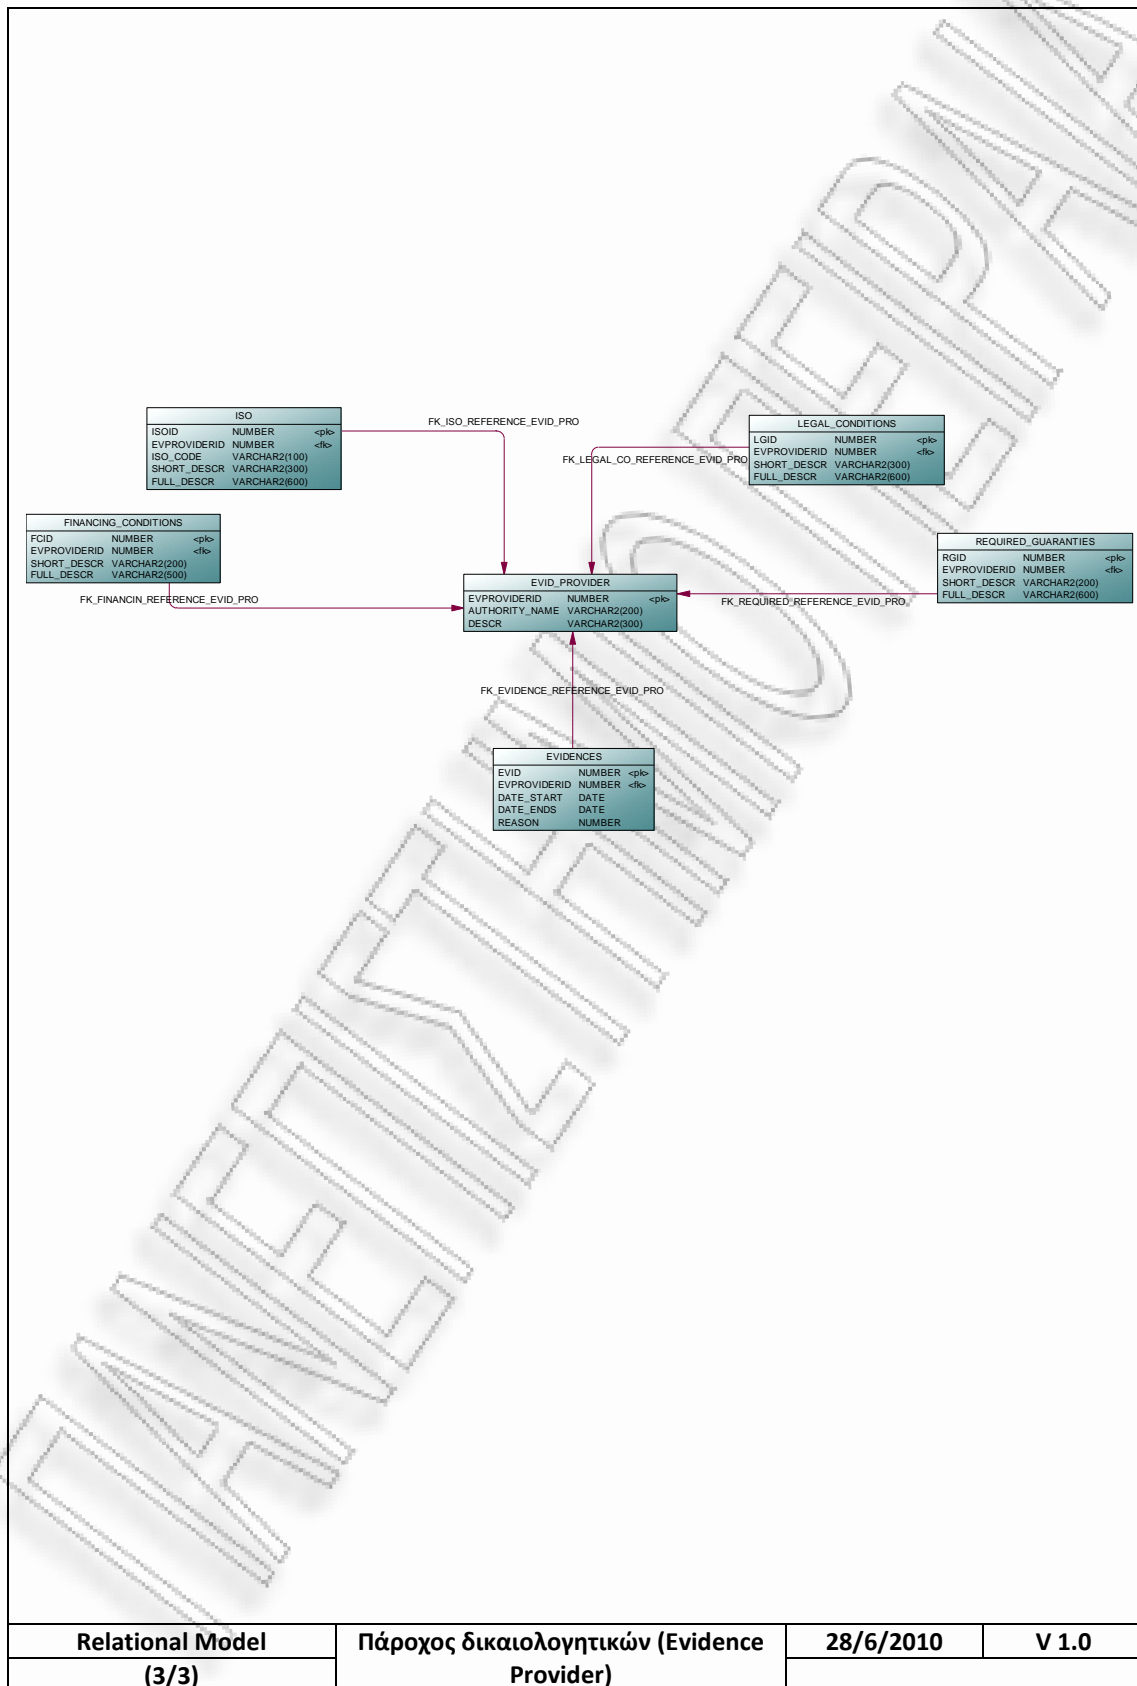 ISO
ISOID NUMBER <pk>
EVPROVIDERID NUMBER <fk>
ISO_CODE VARCHAR2(100)
SHORT_DESCR VARCHAR2(300)
FULL_DESCR VARCHAR2(600)
FK_ISO_REFERENCE_EVID_PRO
LEGAL_CONDITIONS
LGID NUMBER <pk>
EVPROVIDERID NUMBER <fk>
SHORT_DESCR VARCHAR2(300)
FULL_DESCR VARCHAR2(600)
FK_LEGAL_CO_REFERENCE_EVID_PRO
FINANCING_CONDITIONS
FCID NUMBER <pk>
EVPROVIDERID NUMBER <fk>
SHORT_DESCR VARCHAR2(200)
FULL_DESCR VARCHAR2(500)
FK_FINANCIN_REFERENCE_EVID_PRO
REQUIRED_GUARANTIES
RGID NUMBER <pk>
EVPROVIDERID NUMBER <fk>
SHORT_DESCR VARCHAR2(200)
FULL_DESCR VARCHAR2(600)
FK_REQUIRED_REFERENCE_EVID_PRO
EVID_PROVIDER
EVPROVIDERID NUMBER <pk>
AUTHORITY_NAME VARCHAR2(200)
DESCR VARCHAR2(300)
FK_EVIDENCE_REFERENCE_EVID_PRO
EVIDENCES
EVID NUMBER <pk>
EVPROVIDERID NUMBER <fk>
DATE_START DATE
DATE_ENDS DATE
REASON NUMBER
ΠΑΝΕΠΙΣΤΗΜΙΟ ΠΕΙΡΑΙΑ
Relational Model
(3/3)
Πάροχος δικαιολογητικών (Evidence
Provider)
28/6/2010
V 1.0